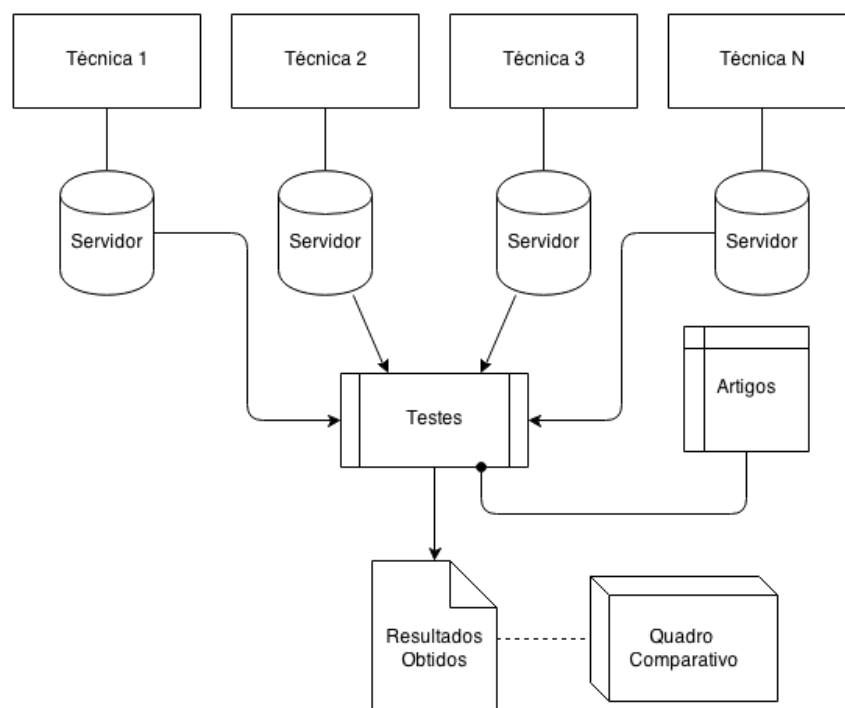 Técnica 1
Técnica 2
Técnica 3
Técnica N
Servidor
Servidor
Servidor
Servidor
Artigos
Testes
Resultados
Obtidos
Quadro
Comparativo